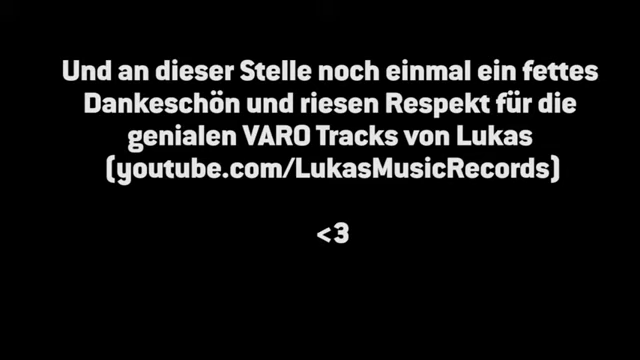 Und an dieser Stelle noch einmal ein fettes
Dankeschön und riesen Respekt für die
genialen VARO Tracks von Lukas
(youtube.com/LukasMusicRecords)
<3